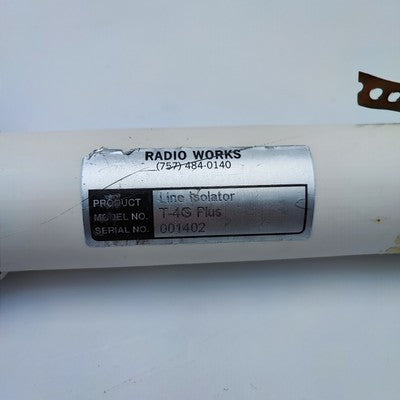 RADIO WORKS
(757) 484-0140
PRODUCT Line Isolator
MODEL NO. T-4G Plus
SERIAL NO. 001402